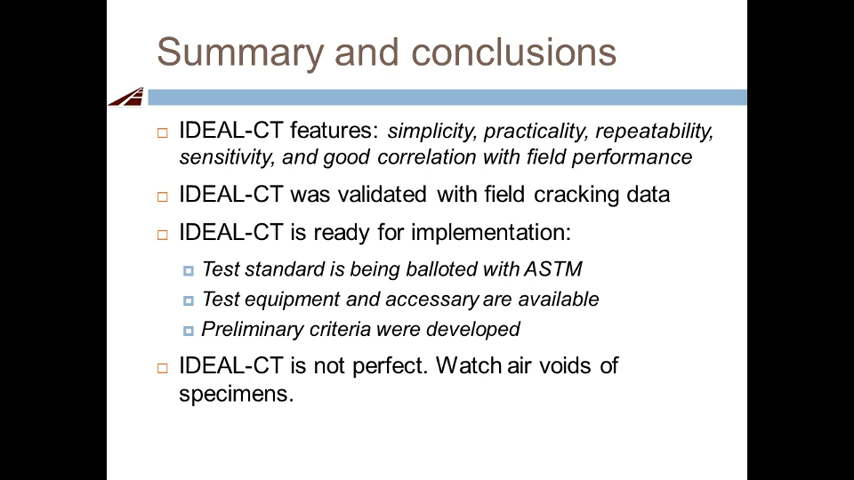 Summary and conclusions
IDEAL-CT features: simplicity, practicality, repeatability,
sensitivity, and good correlation with field performance
IDEAL-CT was validated with field cracking data
IDEAL-CT is ready for implementation:
Test standard is being balloted with ASTM
Test equipment and accessary are available
Preliminary criteria were developed
IDEAL-CT is not perfect. Watch air voids of
specimens.